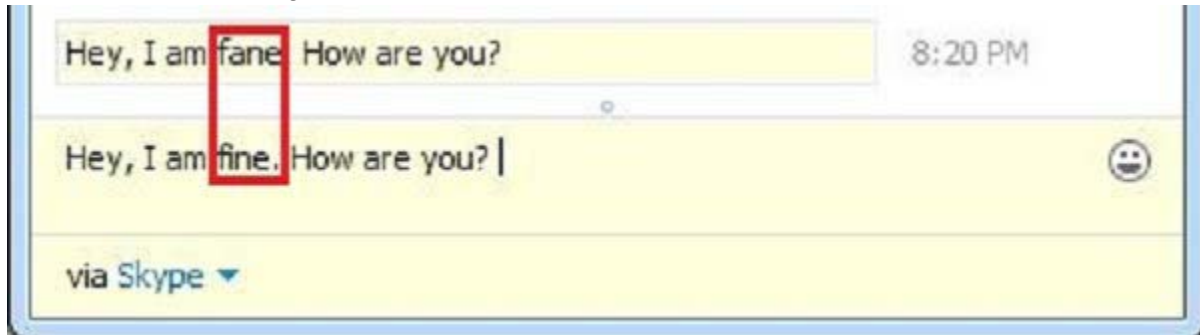 Hey, I am fane. How are you?
8:20 PM
Hey, I am fine. How are you?
via Skype